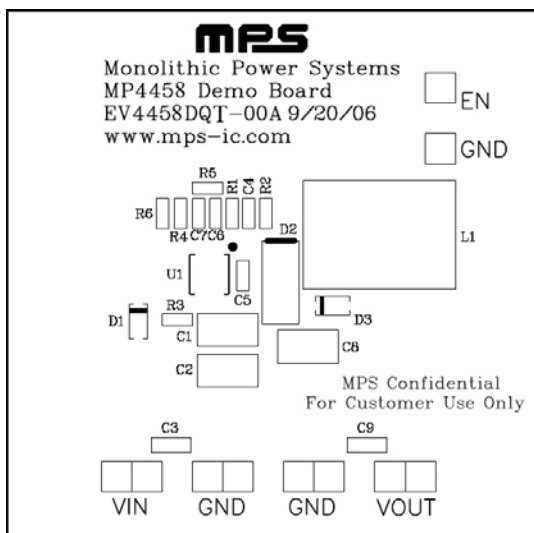 MPS
Monolithic Power Systems
MP4458 Demo Board
EV4458DQT-00A 9/20/06
www.mps-ic.com
EN
GND
R5
R1
C4
R2
R6
R4
C7
C6
D2
L1
U1
C5
R3
D1
C1
D3
C8
C2
MPS Confidential
For Customer Use Only
C3
C9
VIN
GND
GND
VOUT